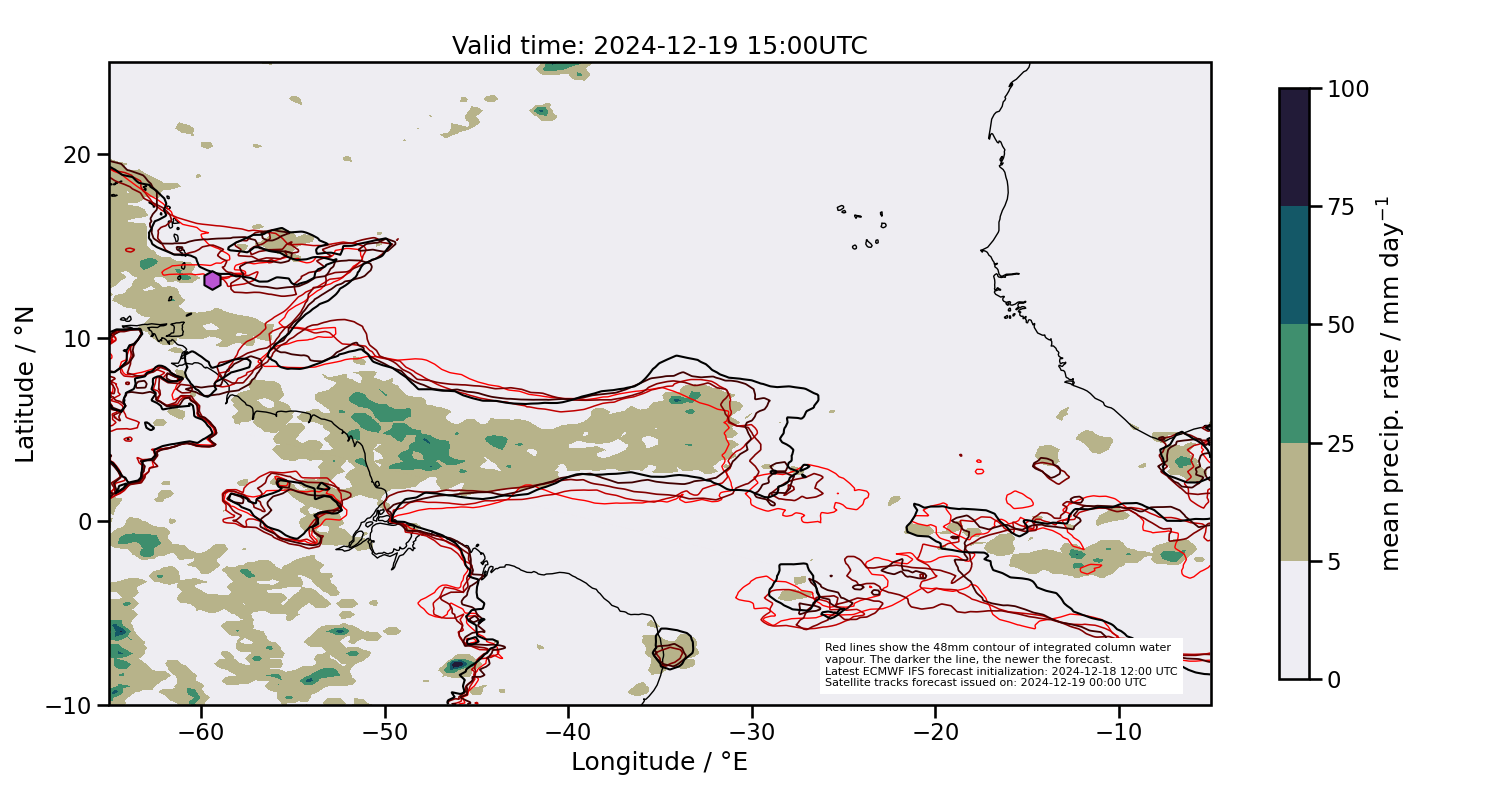 Valid time: 2024-12-19 15:00UTC
100
75
50
25
5
0
mean precip. rate / mm day⁻¹
20
10
0
−10
Latitude / °N
Red lines show the 48mm contour of integrated column water
vapour. The darker the line, the newer the forecast.
Latest ECMWF IFS forecast initialization: 2024-12-18 12:00 UTC
Satellite tracks forecast issued on: 2024-12-19 00:00 UTC
−60
−50
−40
−30
−20
−10
Longitude / °E